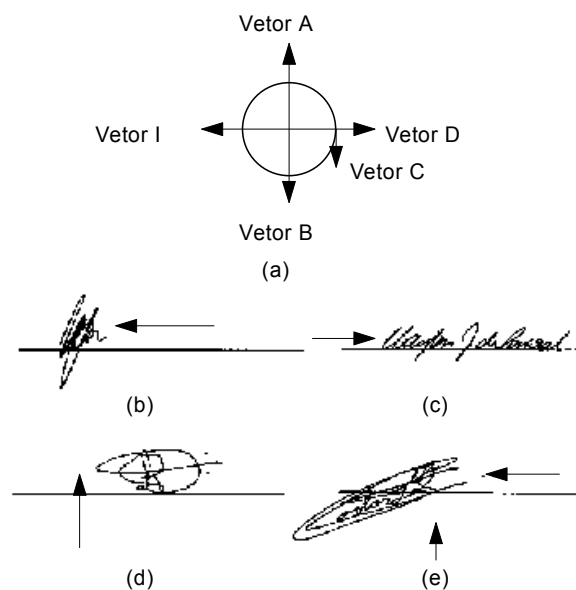 Vetor A
Vetor I
Vetor D
Vetor C
Vetor B
(a)
(b)
(c)
(d)
(e)